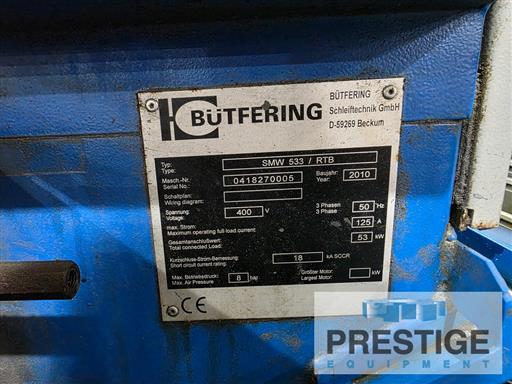 BÜTFERING
BÜTFERING
Schleiftechnik GmbH
D-59269 Beckum
Typ: SMW 533 / RTB
Type:
Masch.-Nr. 0418270005 Baujahr: 2010
Serial No.: Year:
Schaltplan:
Wiring diagram:
Spannung: 400 V 3 Phasen 50 Hz
Voltage: 3 Phase
max. Strom: 125 A
Maximum operating full-load current:
Gesamtanschlußwert: 53 kW
Total connected Load:
Kurzschluss-Strom-Bemessung: 18 kA SCCR
Short circuit current rating:
Max. Betriebsdruck: 8 bar Größter Motor: kW
Max. Air Pressure Largest Motor:
CE
PRESTIGE
EQUIPMENT